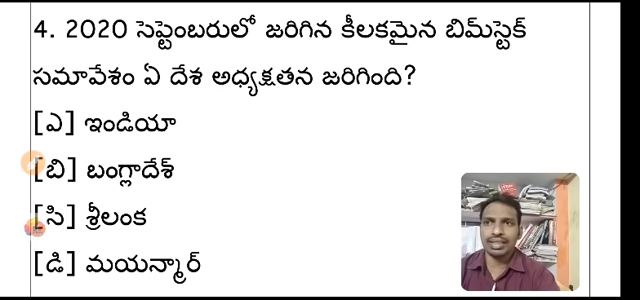 4. 2020 సెప్టెంబరులో జరిగిన కీలకమైన బిమ్‌స్టెక్
సమావేశం ఏ దేశ అధ్యక్షతన జరిగింది?
[ఎ] ఇండియా
[బి] బంగ్లాదేశ్
[సి] శ్రీలంక
[డి] మయన్మార్